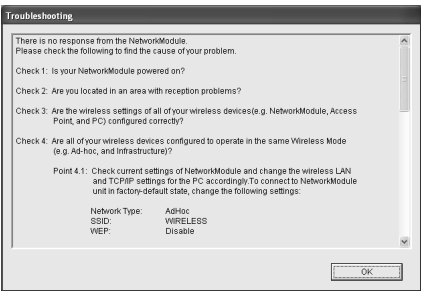 Troubleshooting
There is no response from the NetworkModule.
Please check the following to find the cause of your problem.
Check 1: Is your NetworkModule powered on?
Check 2: Are you located in an area with reception problems?
Check 3: Are the wireless settings of all of your wireless devices(e.g. NetworkModule, Access
Point, and PC) configured correctly?
Check 4: Are all of your wireless devices configured to operate in the same Wireless Mode
(e.g. Ad-hoc, and Infrastructure)?
Point 4.1: Check current settings of NetworkModule and change the wireless LAN
and TCP/IP settings for the PC accordingly.To connect to NetworkModule
unit in factory-default state, change the following settings:
Network Type: AdHoc
SSID: WIRELESS
WEP: Disable
OK